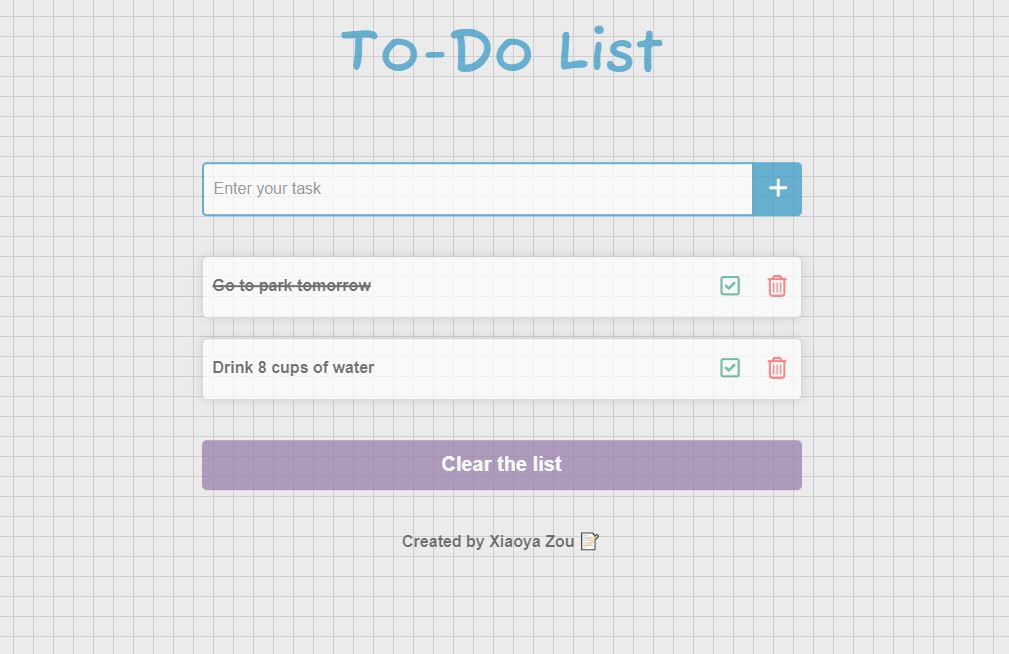 To-Do List
Enter your task
Go to park tomorrow
Drink 8 cups of water
Clear the list
Created by Xiaoya Zou 📝